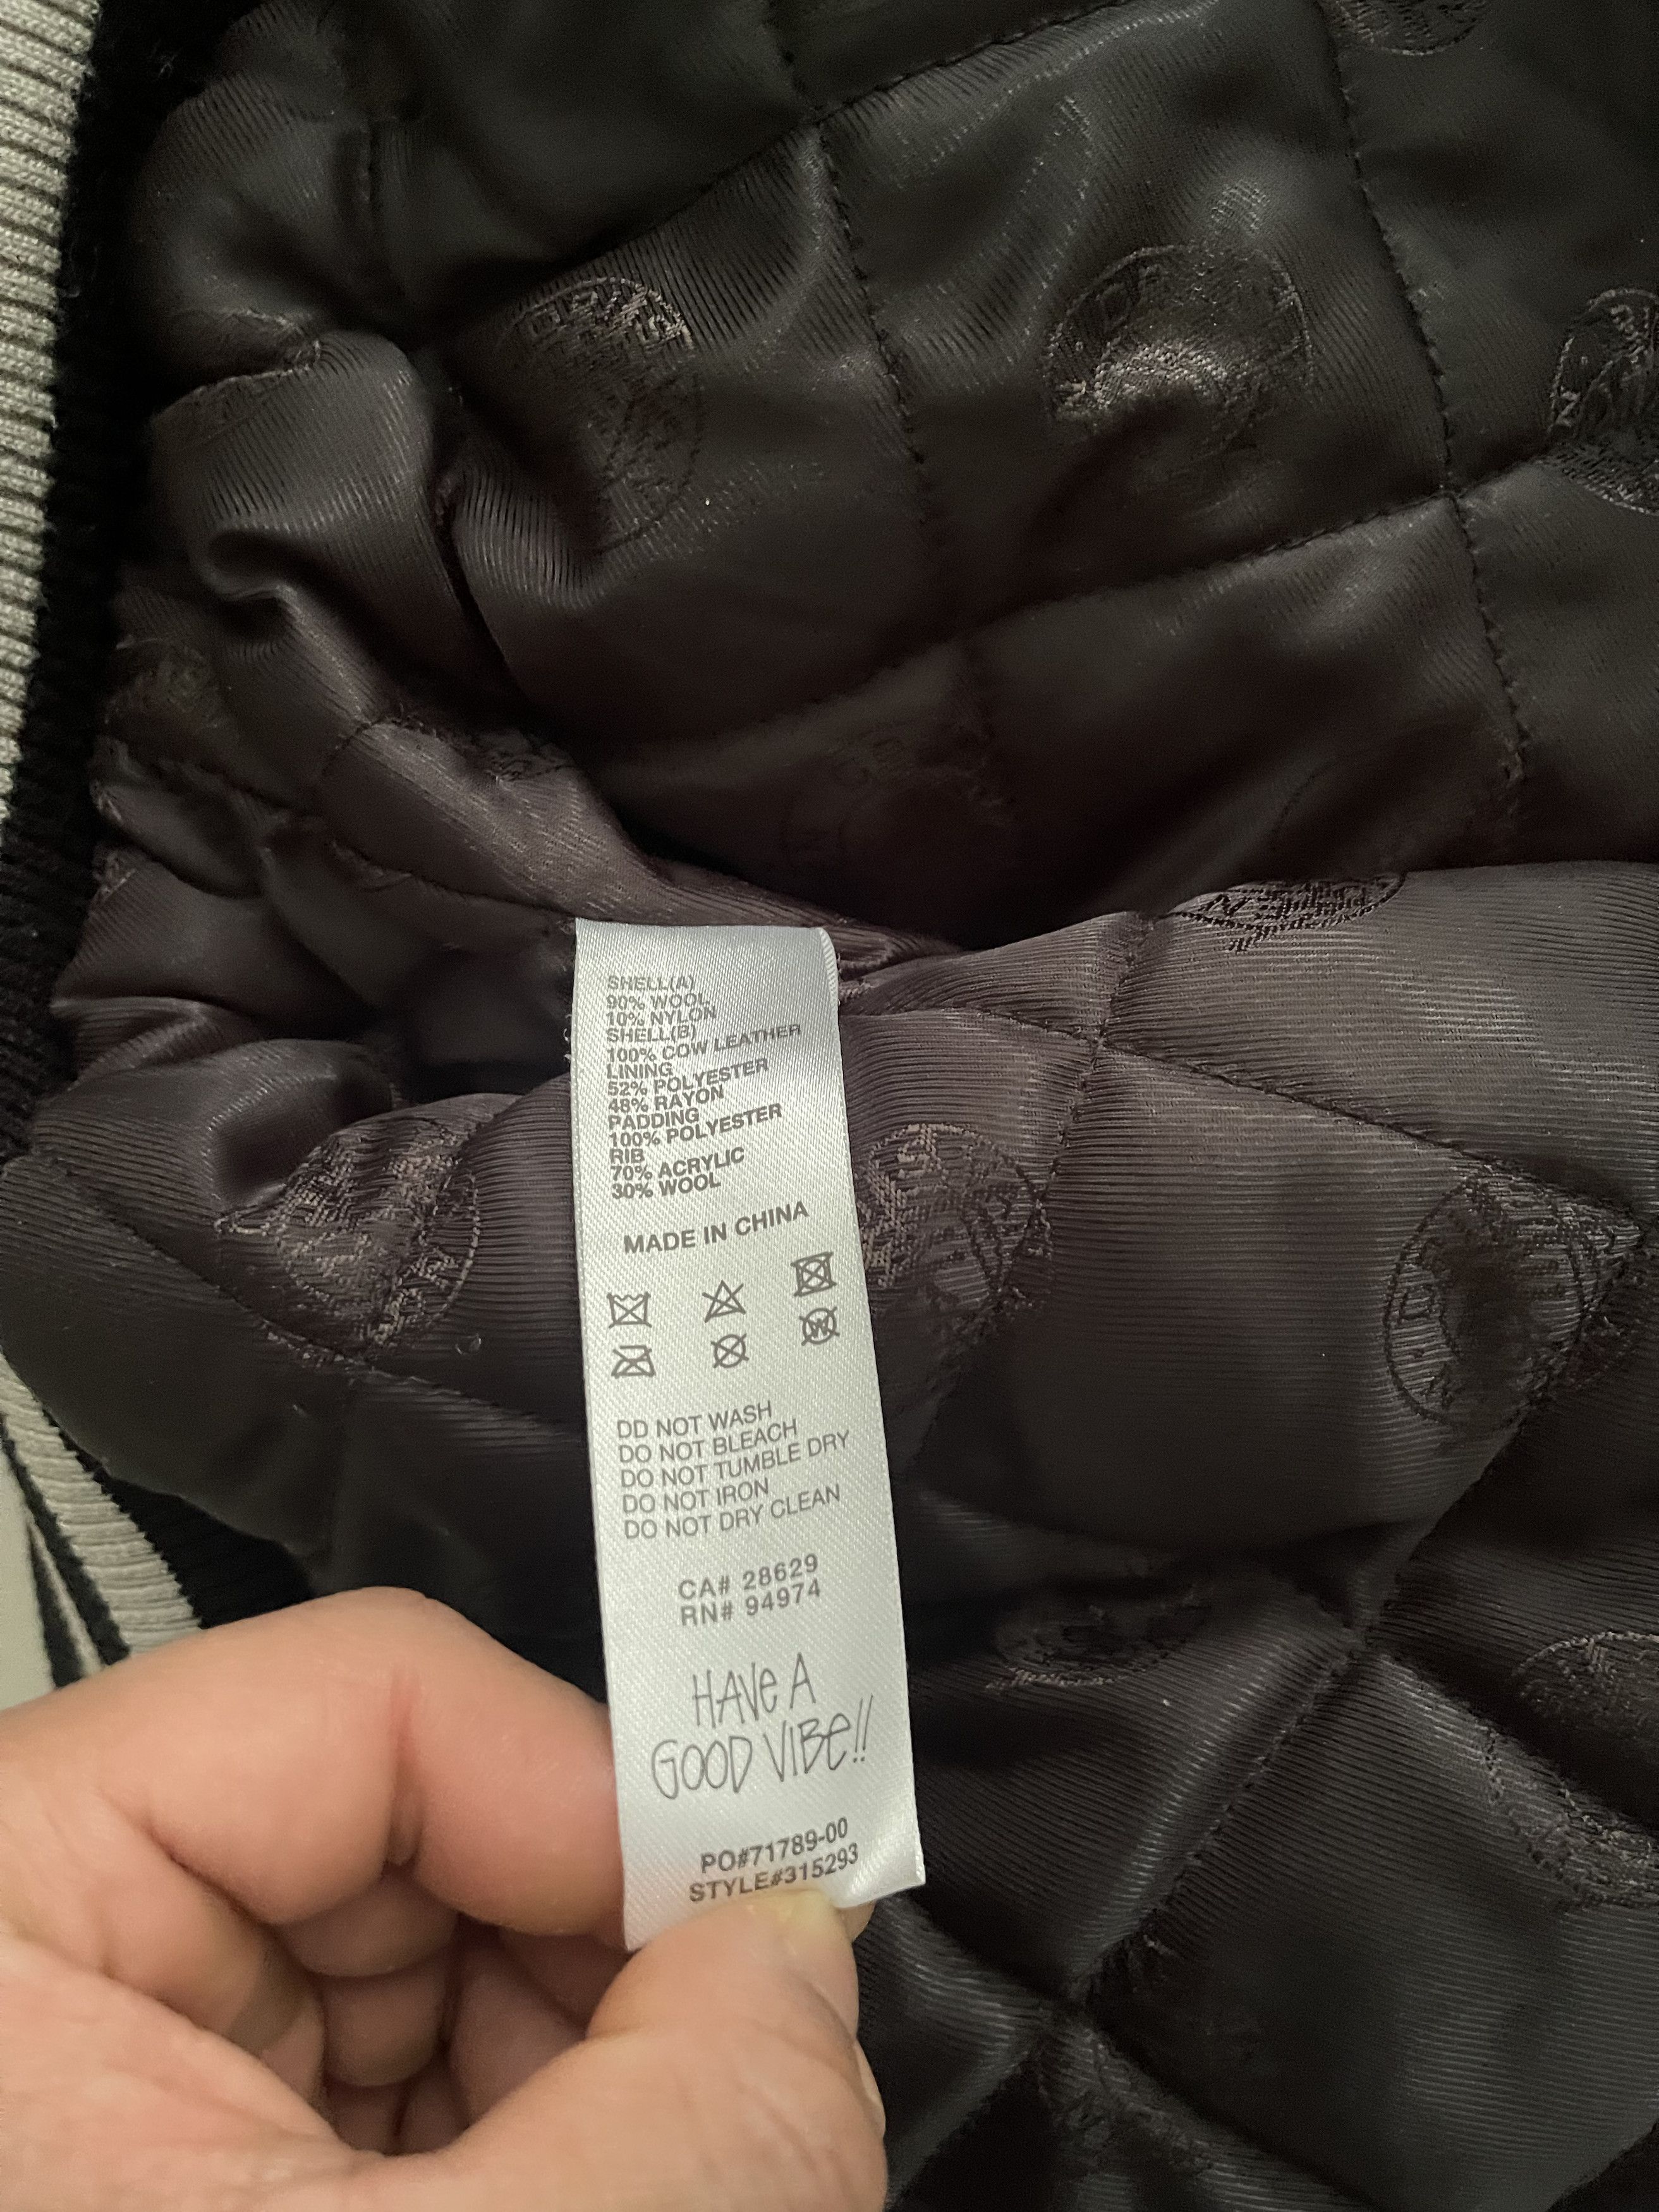 SHELL(A)
90% WOOL
10% NYLON
SHELL(B)
100% COW LEATHER
LINING
52% POLYESTER
48% RAYON
PADDING
100% POLYESTER
RIB
70% ACRYLIC
30% WOOL
MADE IN CHINA
W
DD NOT WASH
DO NOT BLEACH
DO NOT TUMBLE DRY
DO NOT IRON
DO NOT DRY CLEAN
CA# 28629
RN# 94974
HAVE A
GOOD VIBE!!
PO#71789-00
STYLE#315293